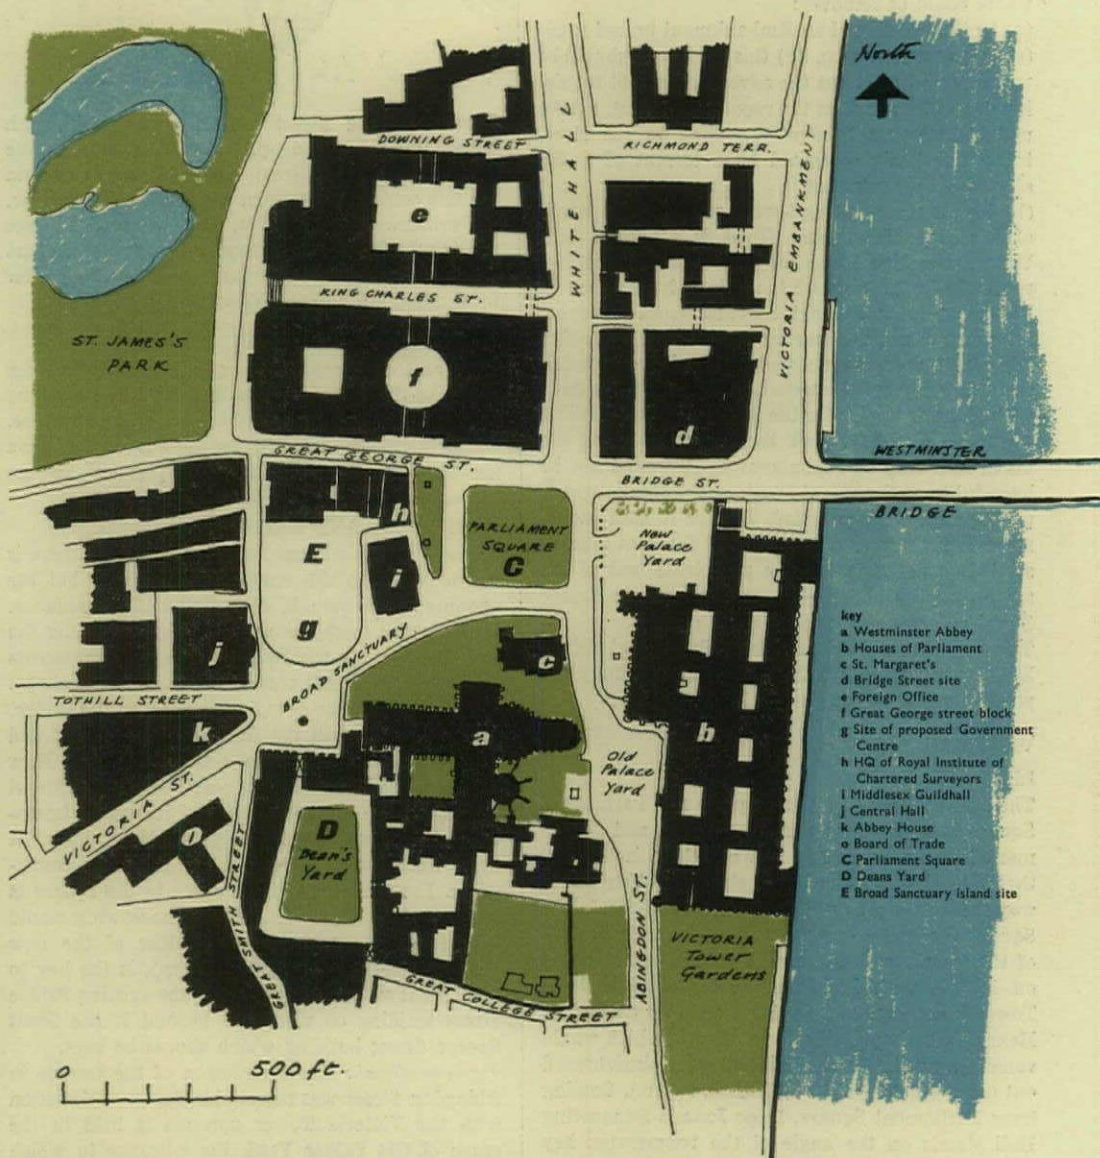 North
DOWNING STREET
RICHMOND TERR.
WHITEHALL
VICTORIA EMBANKMENT
e
KING CHARLES ST.
ST. JAMES'S
PARK
f
d
GREAT GEORGE ST.
WESTMINSTER
BRIDGE ST.
BRIDGE
h
PARLIAMENT
SQUARE
C
New
Palace
Yard
E
i
g
j
BROAD SANCTUARY
c
TOTHILL STREET
k
a
b
Old
Palace
Yard
VICTORIA ST.
o
GREAT SMITH STREET
D
Dean's
Yard
ABINGDON ST.
VICTORIA
Tower
Gardens
GREAT COLLEGE STREET
0 500 ft.
key
a Westminster Abbey
b Houses of Parliament
c St. Margaret's
d Bridge Street site
e Foreign Office
f Great George street block
g Site of proposed Government
Centre
h HQ of Royal Institute of
Chartered Surveyors
i Middlesex Guildhall
j Central Hall
k Abbey House
o Board of Trade
C Parliament Square
D Deans Yard
E Broad Sanctuary island site